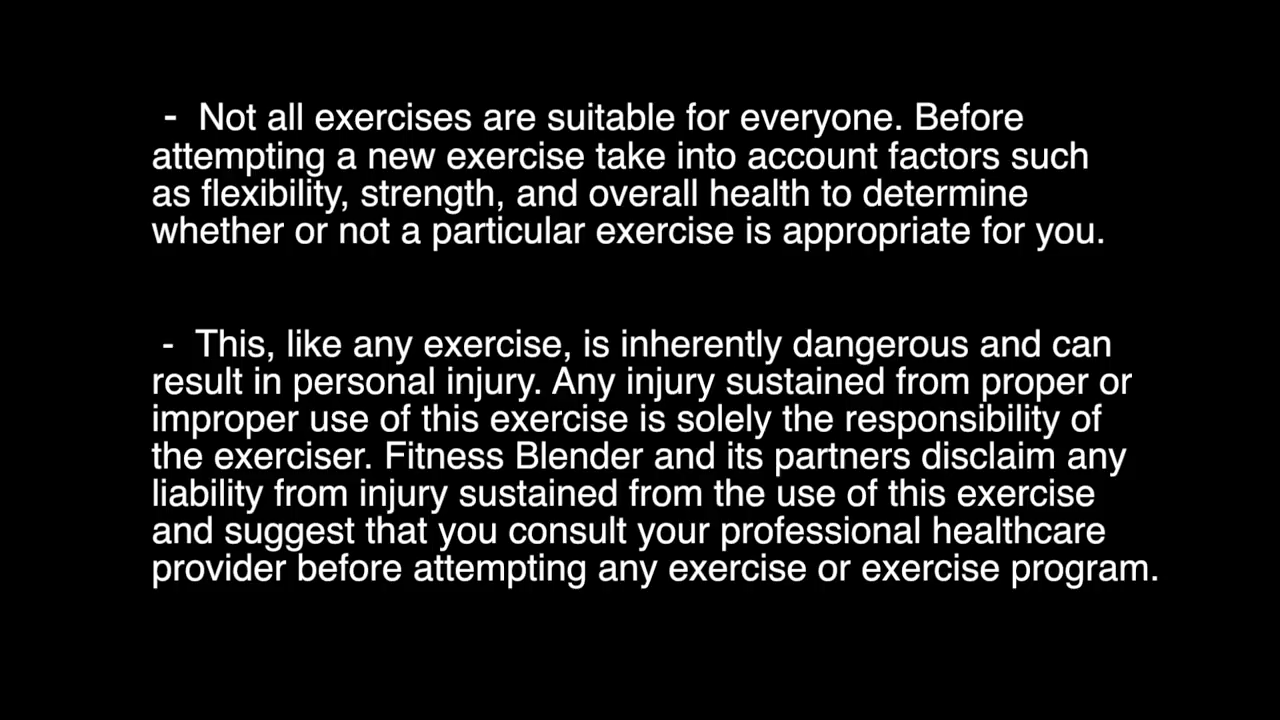 - Not all exercises are suitable for everyone. Before
attempting a new exercise take into account factors such
as flexibility, strength, and overall health to determine
whether or not a particular exercise is appropriate for you.
- This, like any exercise, is inherently dangerous and can
result in personal injury. Any injury sustained from proper or
improper use of this exercise is solely the responsibility of
the exerciser. Fitness Blender and its partners disclaim any
liability from injury sustained from the use of this exercise
and suggest that you consult your professional healthcare
provider before attempting any exercise or exercise program.